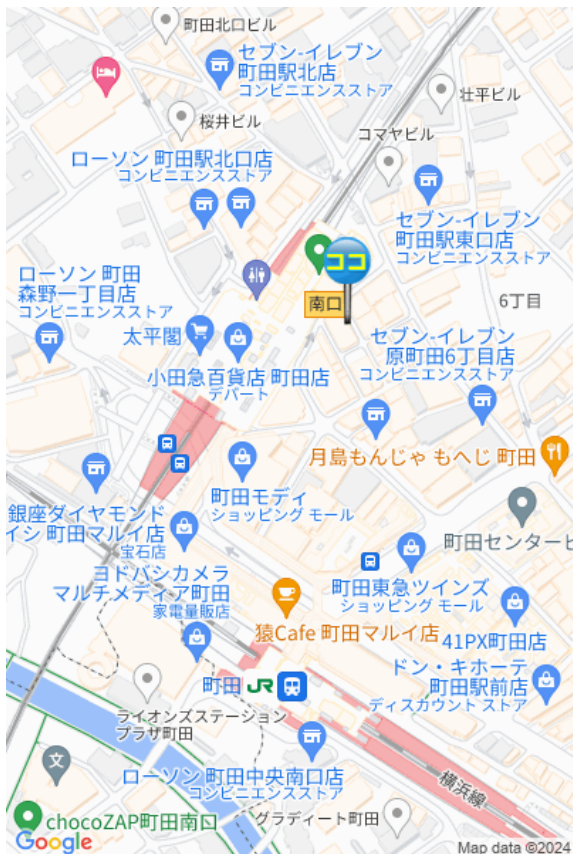 町田北口ビル
セブン-イレブン
町田駅北店
コンビニエンスストア
壮平ビル
桜井ビル
コマヤビル
ローソン 町田駅北口店
コンビニエンスストア
セブン-イレブン
町田駅東口店
コンビニエンスストア
ココ
ローソン 町田
森野一丁目店
コンビニエンスストア
南口
6丁目
太平閣
セブン-イレブン
原町田6丁目店
コンビニエンスストア
小田急百貨店 町田店
デパート
月島もんじゃ もへじ 町田
町田モディ
ショッピング モール
銀座ダイヤモンド
イシ 町田マルイ店
宝石店
町田センタービ
ヨドバシカメラ
マルチメディア町田
家電量販店
町田東急ツインズ
ショッピング モール
猿Cafe 町田マルイ店
41PX町田店
ドン・キホーテ
町田駅前店
ディスカウント ストア
町田 JR
ライオンズステーション
プラザ町田
文
ローソン 町田中央南口店
コンビニエンスストア
横浜線
chocoZAP町田南口
グラディート町田
Google
Map data ©2024